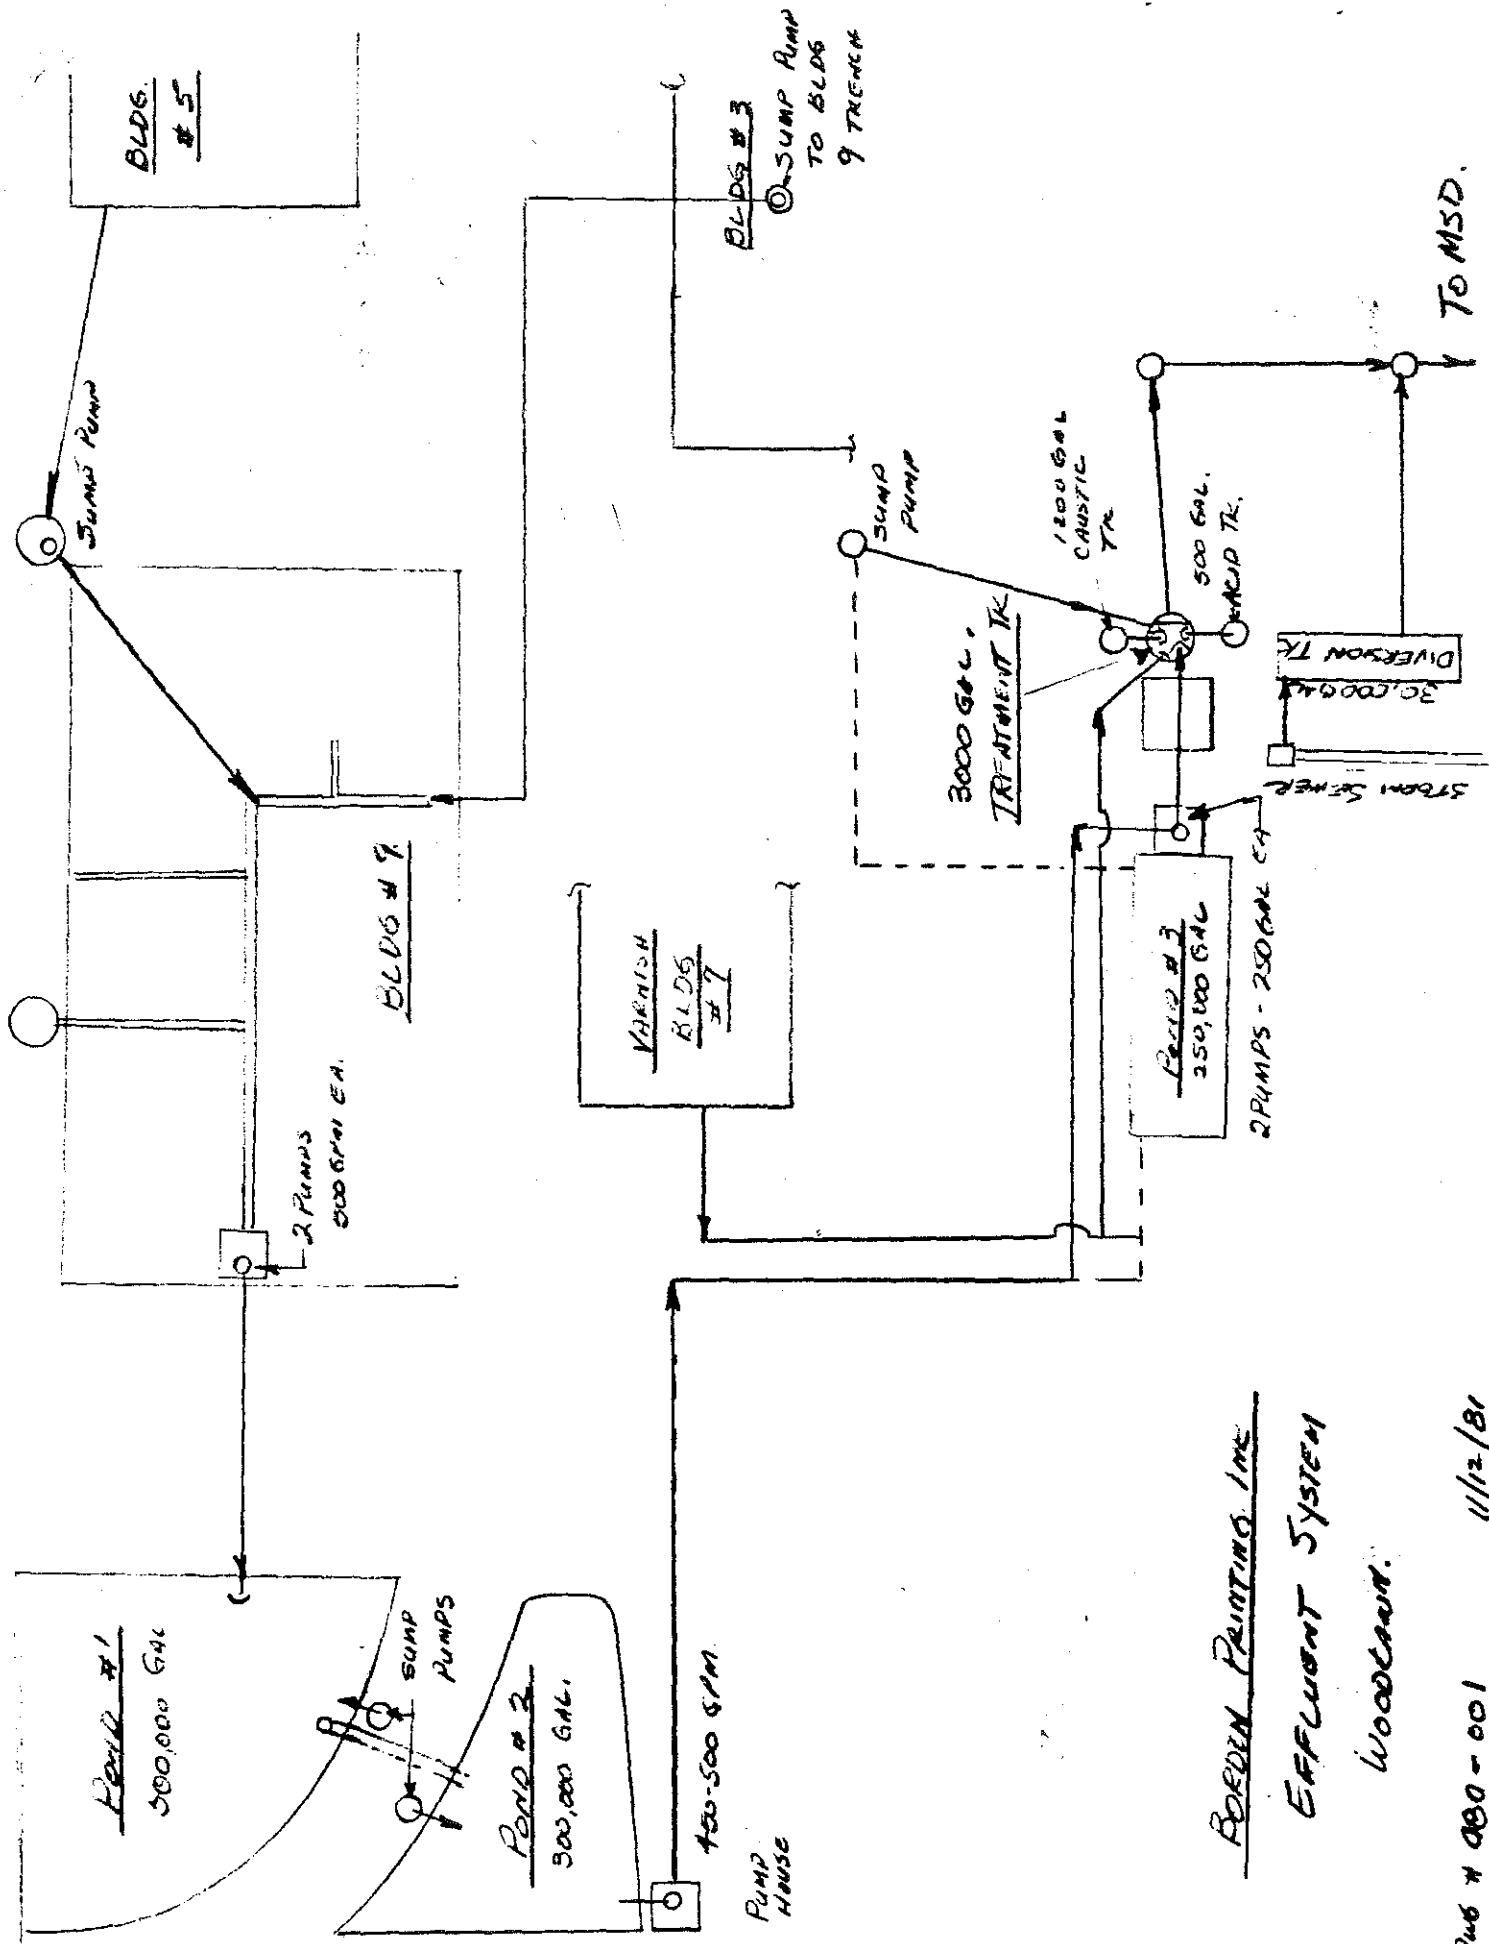 BLDG.
# 5
SUMP PUMP
BLDG # 3
SUMP PUMP
TO BLDG
9 TRENCH
BLDG # 9
2 PUMPS
500 GPM EA.
POND #1
500,000 GAL
SUMP
PUMPS
POND # 2
300,000 GAL.
400-500 GPM
PUMP
HOUSE
VARNISH
BLDG
# 7
SUMP
PUMP
3000 GAL.
TREATMENT TK
1200 GAL
CAUSTIC
TK
500 GAL.
ACID TK.
POND # 3
250,000 GAL
2 PUMPS - 250 GAL EA
STORM SEWER
30,000 GAL
DIVERSION TK
TO MSD.
BORDEN PRINTING INK
EFFLUENT SYSTEM
WOODLAWN.
DWG # 080-001
11/12/81